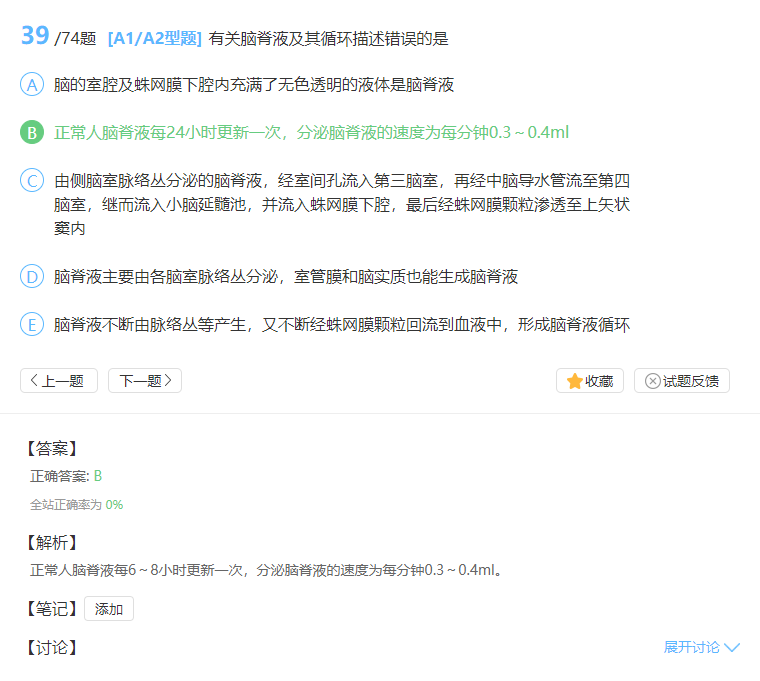 39 /74题 [A1/A2型题] 有关脑脊液及其循环描述错误的是
A 脑的室腔及蛛网膜下腔内充满了无色透明的液体是脑脊液
B 正常人脑脊液每24小时更新一次，分泌脑脊液的速度为每分钟0.3～0.4ml
C 由侧脑室脉络丛分泌的脑脊液，经室间孔流入第三脑室，再经中脑导水管流至第四
脑室，继而流入小脑延髓池，并流入蛛网膜下腔，最后经蛛网膜颗粒渗透至上矢状
窦内
D 脑脊液主要由各脑室脉络丛分泌，室管膜和脑实质也能生成脑脊液
E 脑脊液不断由脉络丛等产生，又不断经蛛网膜颗粒回流到血液中，形成脑脊液循环
上一题 下一题 收藏 试题反馈
【答案】
正确答案: B
全站正确率为 0%
【解析】
正常人脑脊液每6～8小时更新一次，分泌脑脊液的速度为每分钟0.3～0.4ml。
【笔记】 添加
【讨论】 展开讨论